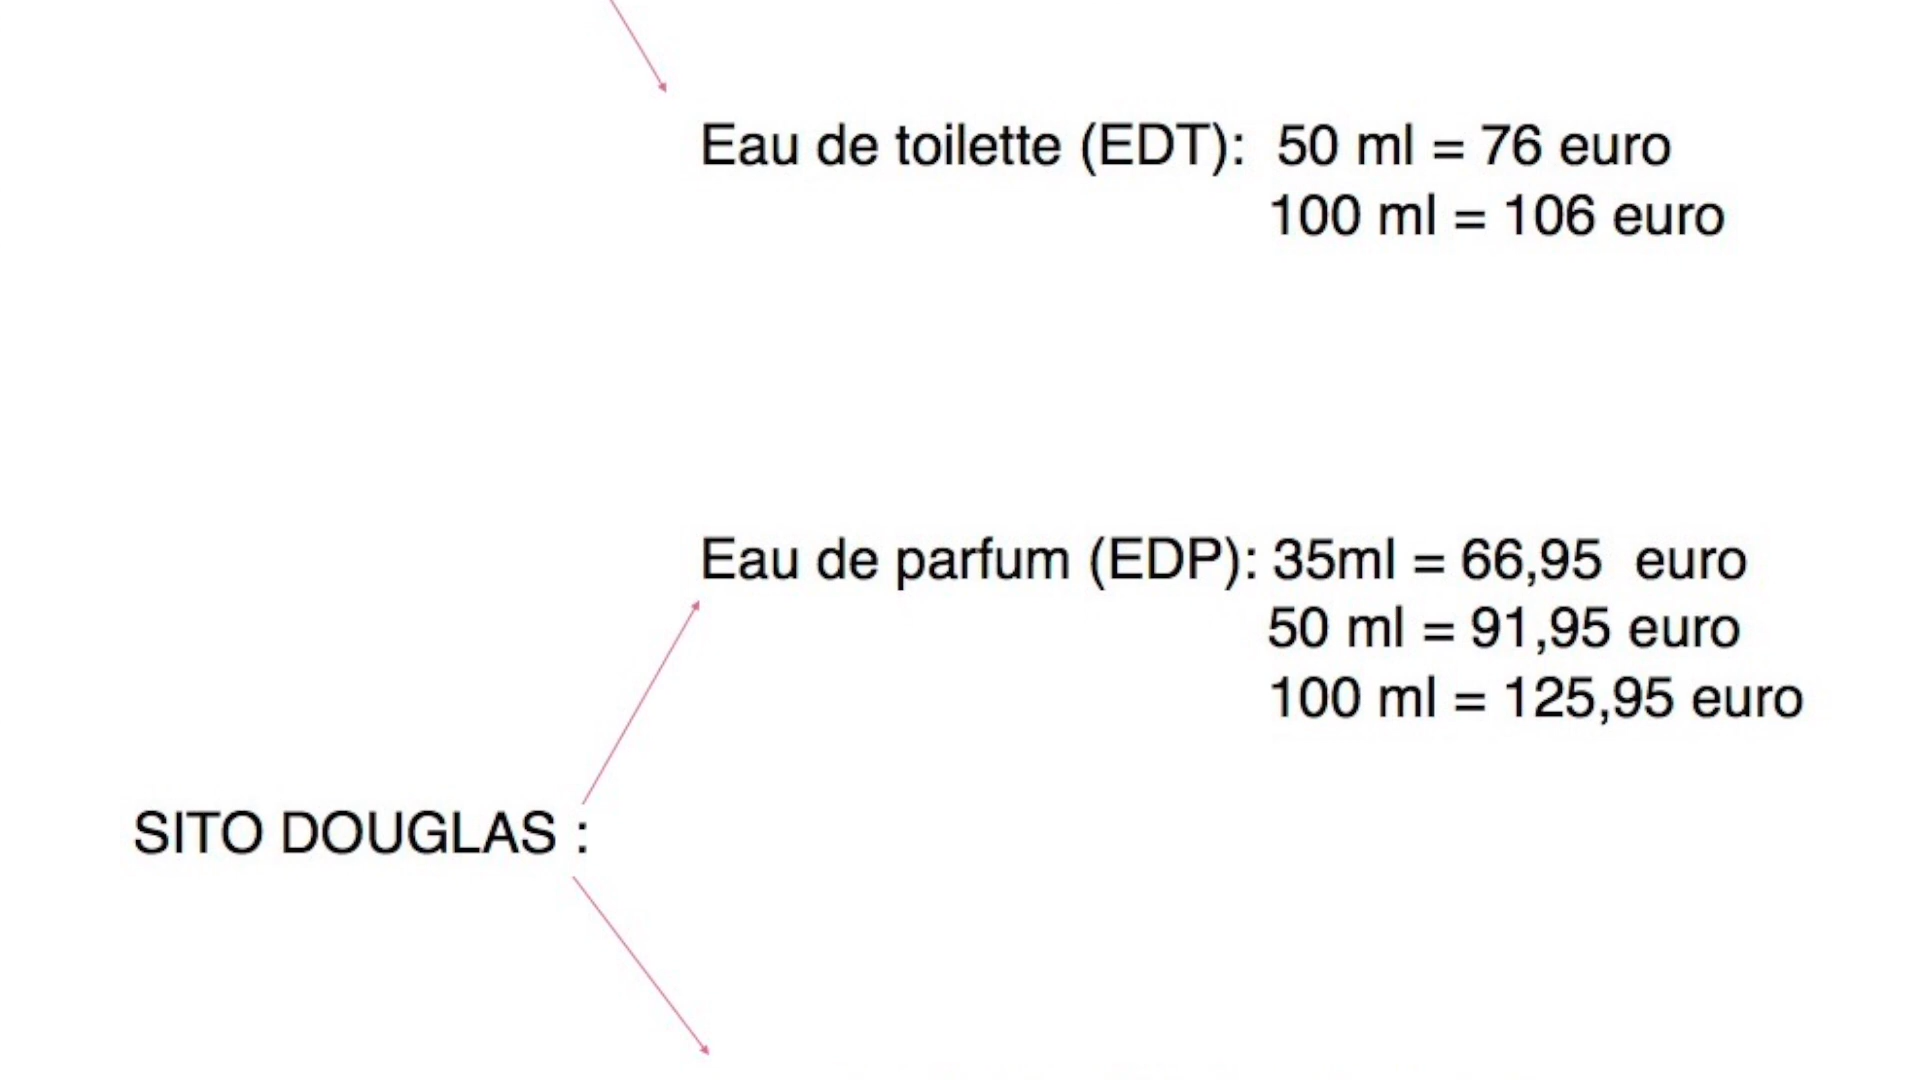 Eau de toilette (EDT): 50 ml = 76 euro
100 ml = 106 euro
Eau de parfum (EDP): 35ml = 66,95 euro
50 ml = 91,95 euro
100 ml = 125,95 euro
SITO DOUGLAS :